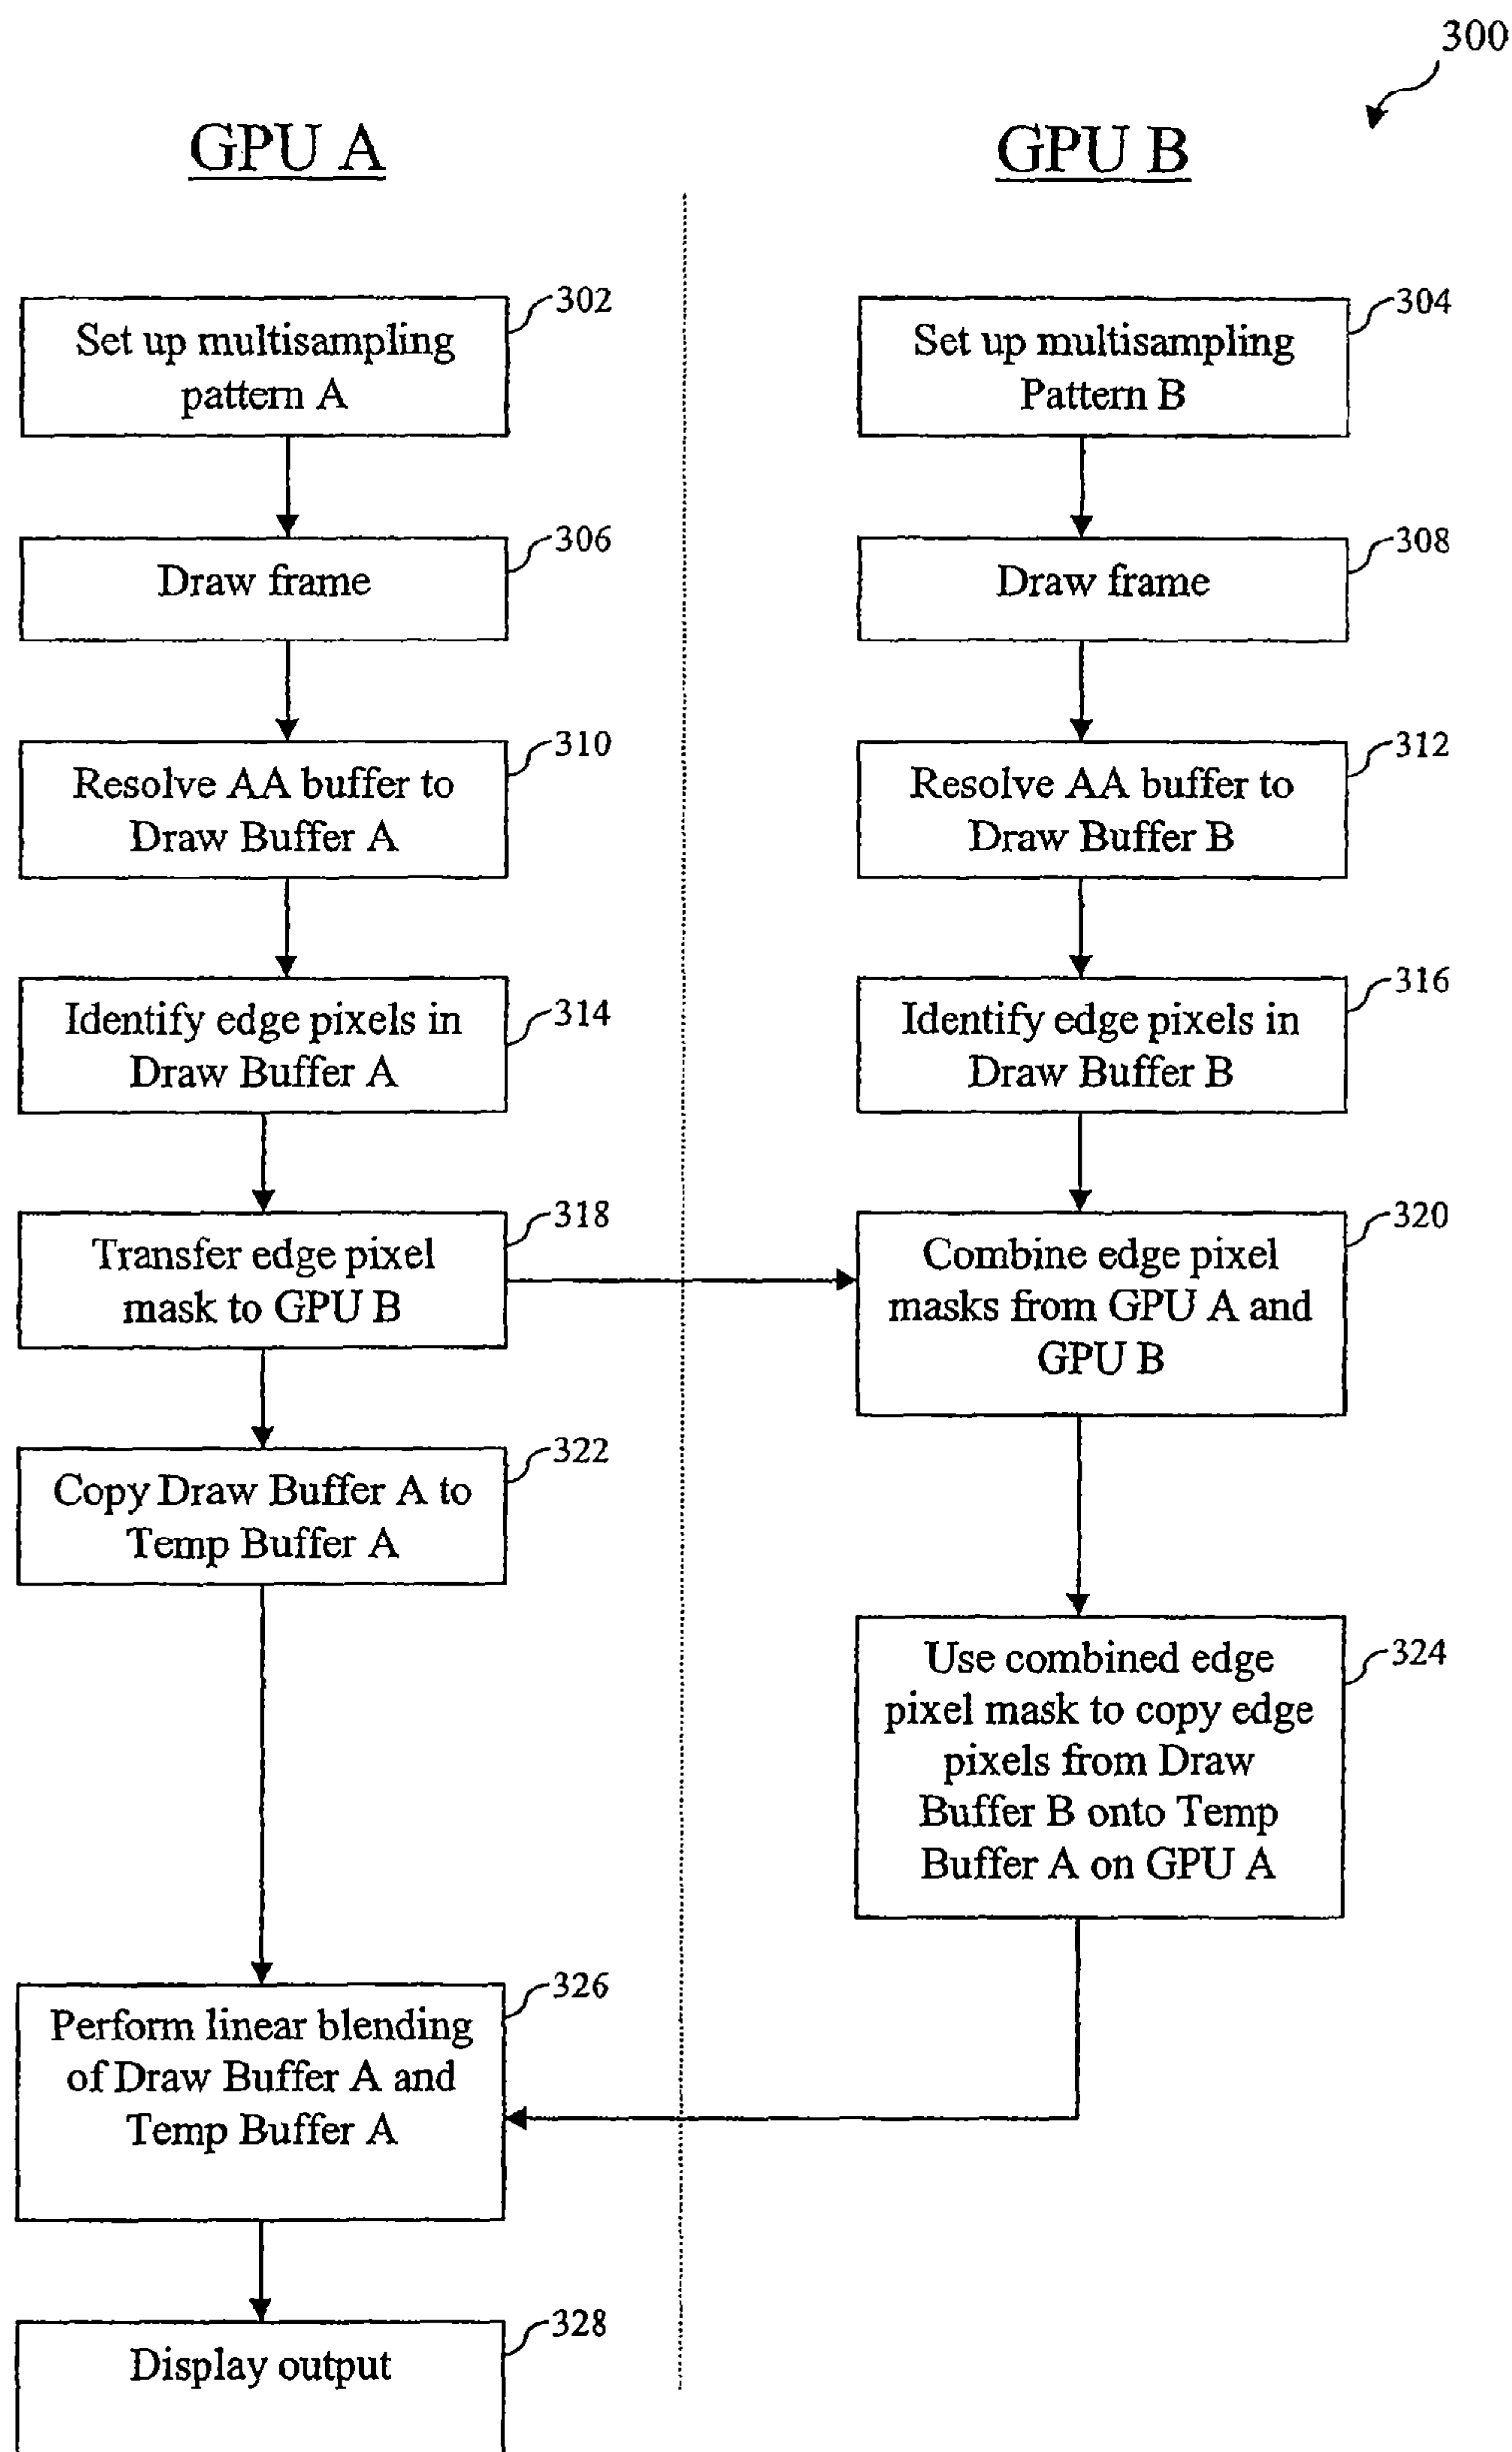 300
GPU A
GPU B
302
Set up multisampling
pattern A
304
Set up multisampling
Pattern B
306
Draw frame
308
Draw frame
310
Resolve AA buffer to
Draw Buffer A
312
Resolve AA buffer to
Draw Buffer B
314
Identify edge pixels in
Draw Buffer A
316
Identify edge pixels in
Draw Buffer B
318
Transfer edge pixel
mask to GPU B
320
Combine edge pixel
masks from GPU A and
GPU B
322
Copy Draw Buffer A to
Temp Buffer A
324
Use combined edge
pixel mask to copy edge
pixels from Draw
Buffer B onto Temp
Buffer A on GPU A
326
Perform linear blending
of Draw Buffer A and
Temp Buffer A
328
Display output